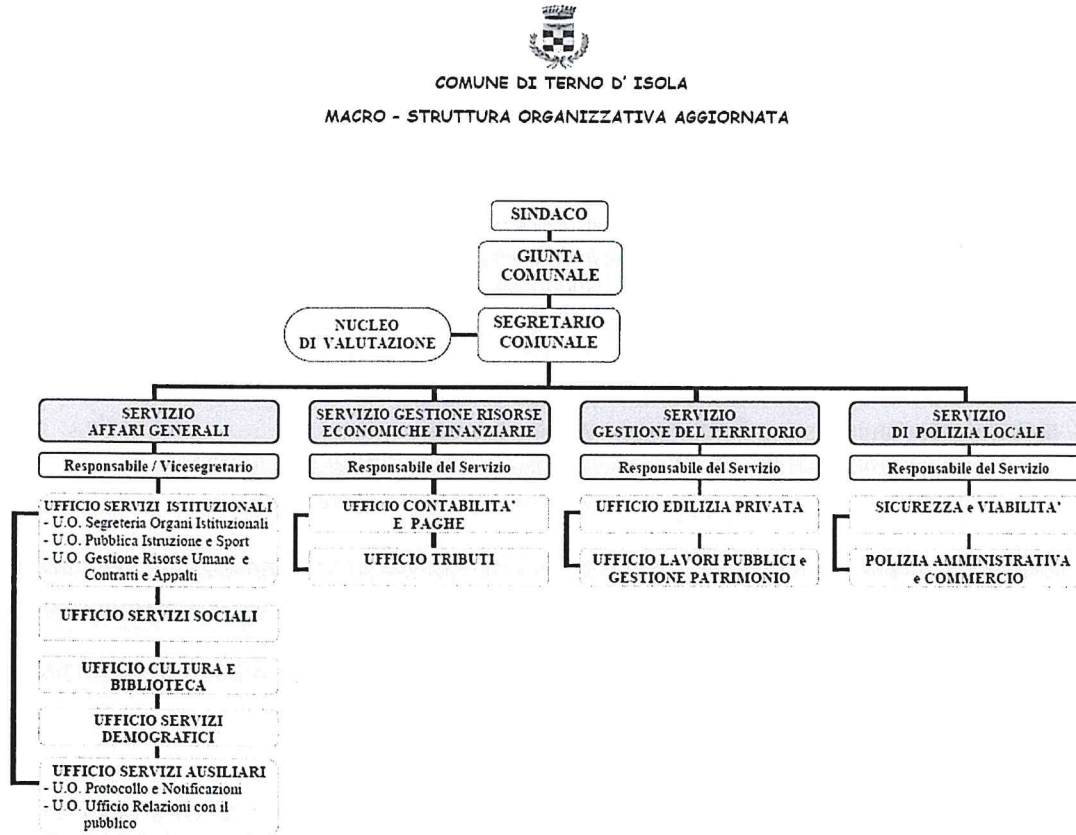 COMUNE DI TERNO D' ISOLA
MACRO - STRUTTURA ORGANIZZATIVA AGGIORNATA
SINDACO
GIUNTA
COMUNALE
NUCLEO
DI VALUTAZIONE
SEGRETARIO
COMUNALE
SERVIZIO
AFFARI GENERALI
Responsabile / Vicesegretario
UFFICIO SERVIZI ISTITUZIONALI
- U.O. Segreteria Organi Istituzionali
- U.O. Pubblica Istruzione e Sport
- U.O. Gestione Risorse Umane e
Contratti e Appalti
UFFICIO SERVIZI SOCIALI
UFFICIO CULTURA E
BIBLIOTECA
UFFICIO SERVIZI
DEMOGRAFICI
UFFICIO SERVIZI AUSILIARI
- U.O. Protocollo e Notificazioni
- U.O. Ufficio Relazioni con il
pubblico
SERVIZIO GESTIONE RISORSE
ECONOMICHE FINANZIARIE
Responsabile del Servizio
UFFICIO CONTABILITA'
E PAGHE
UFFICIO TRIBUTI
SERVIZIO
GESTIONE DEL TERRITORIO
Responsabile del Servizio
UFFICIO EDILIZIA PRIVATA
UFFICIO LAVORI PUBBLICI e
GESTIONE PATRIMONIO
SERVIZIO
DI POLIZIA LOCALE
Responsabile del Servizio
SICUREZZA e VIABILITA'
POLIZIA AMMINISTRATIVA
e COMMERCIO